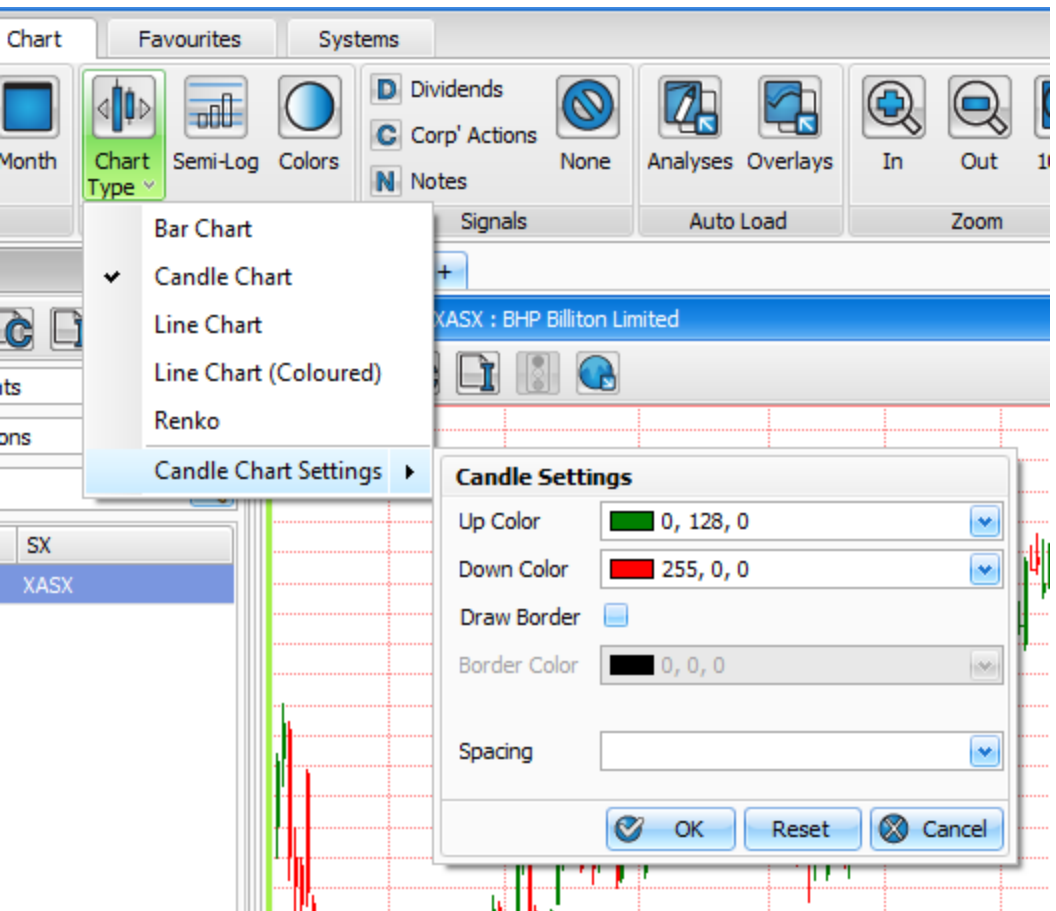 Chart Favourites Systems
Month
Chart Type
Semi-Log
Colors
D Dividends
C Corp' Actions
N Notes
None
Analyses
Overlays
In
Out
Signals
Auto Load
Zoom
Bar Chart
Candle Chart
Line Chart
Line Chart (Coloured)
Renko
Candle Chart Settings
+
XASX : BHP Billiton Limited
SX
XASX
Candle Settings
Up Color 0, 128, 0
Down Color 255, 0, 0
Draw Border
Border Color 0, 0, 0
Spacing
OK Reset Cancel